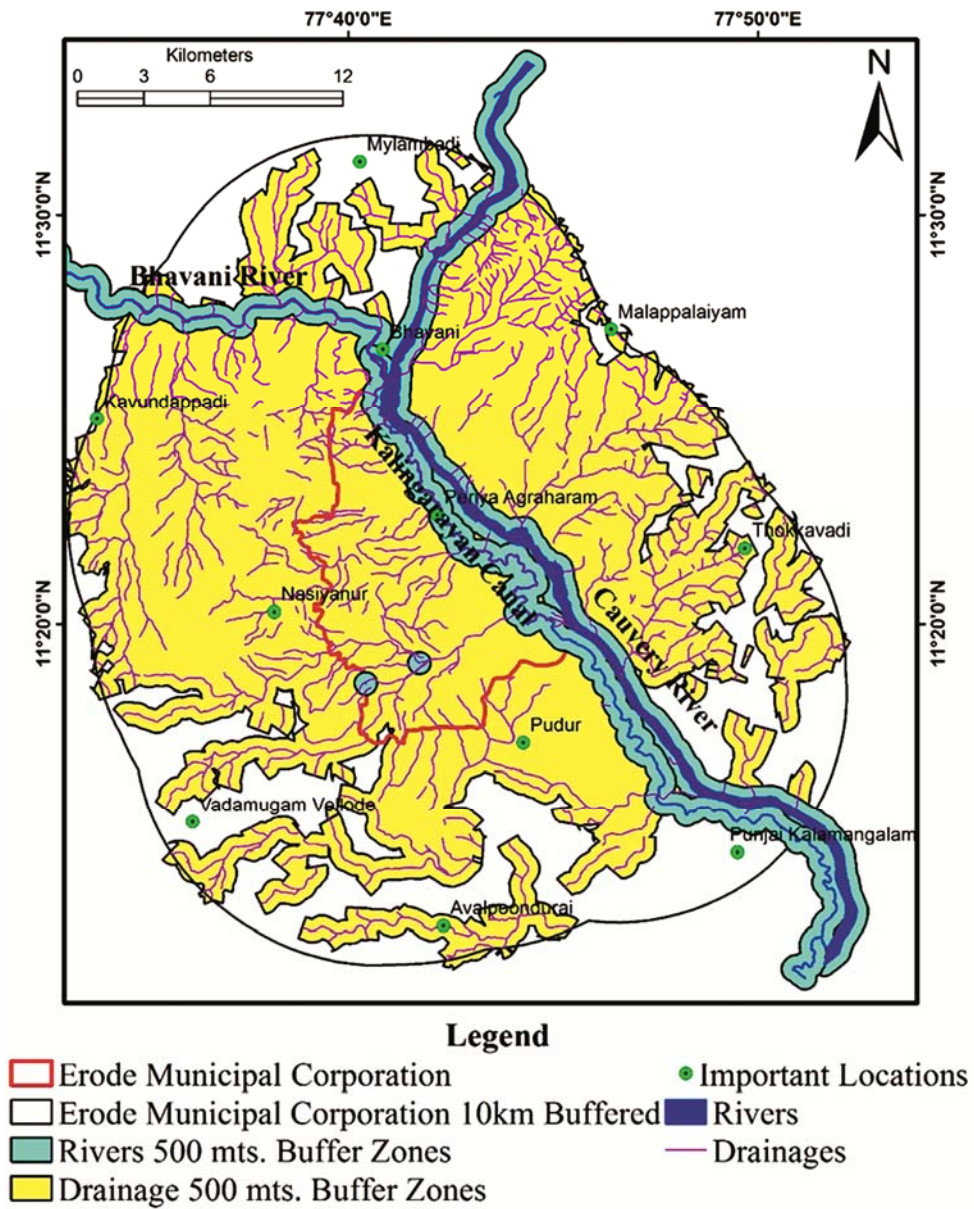 77°40'0"E
77°50'0"E
Kilometers
0 3 6 12
N
Mylambadi
11°30'0"N
11°30'0"N
Bhavani River
Malappalaiyam
Bhavani
Kavundappadi
Kalingarayan Canal
Periya Agraharam
Thokkavadi
Nasiyanur
Cauvery River
11°20'0"N
11°20'0"N
Pudur
Vadamugam Vellode
Punjai Kalamangalam
Avalpoondurai
Legend
Erode Municipal Corporation
Important Locations
Erode Municipal Corporation 10km Buffered
Rivers
Rivers 500 mts. Buffer Zones
Drainages
Drainage 500 mts. Buffer Zones